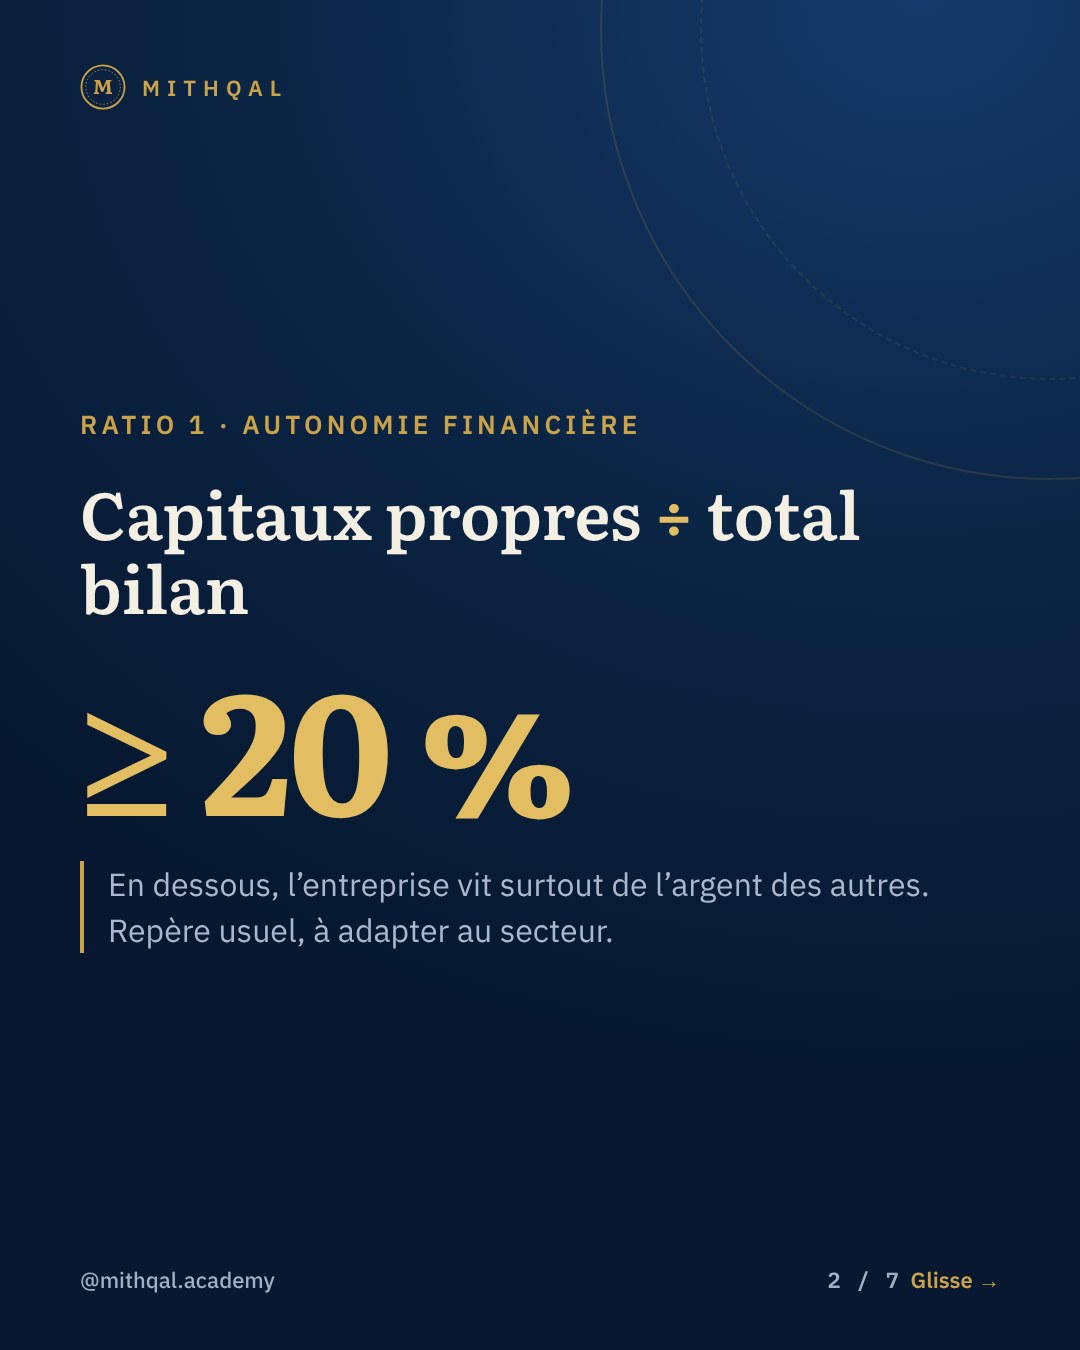 M MITHQAL
RATIO 1 · AUTONOMIE FINANCIÈRE
Capitaux propres ÷ total
bilan
≥ 20 %
En dessous, l’entreprise vit surtout de l’argent des autres.
Repère usuel, à adapter au secteur.
@mithqal.academy
2 / 7 Glisse →